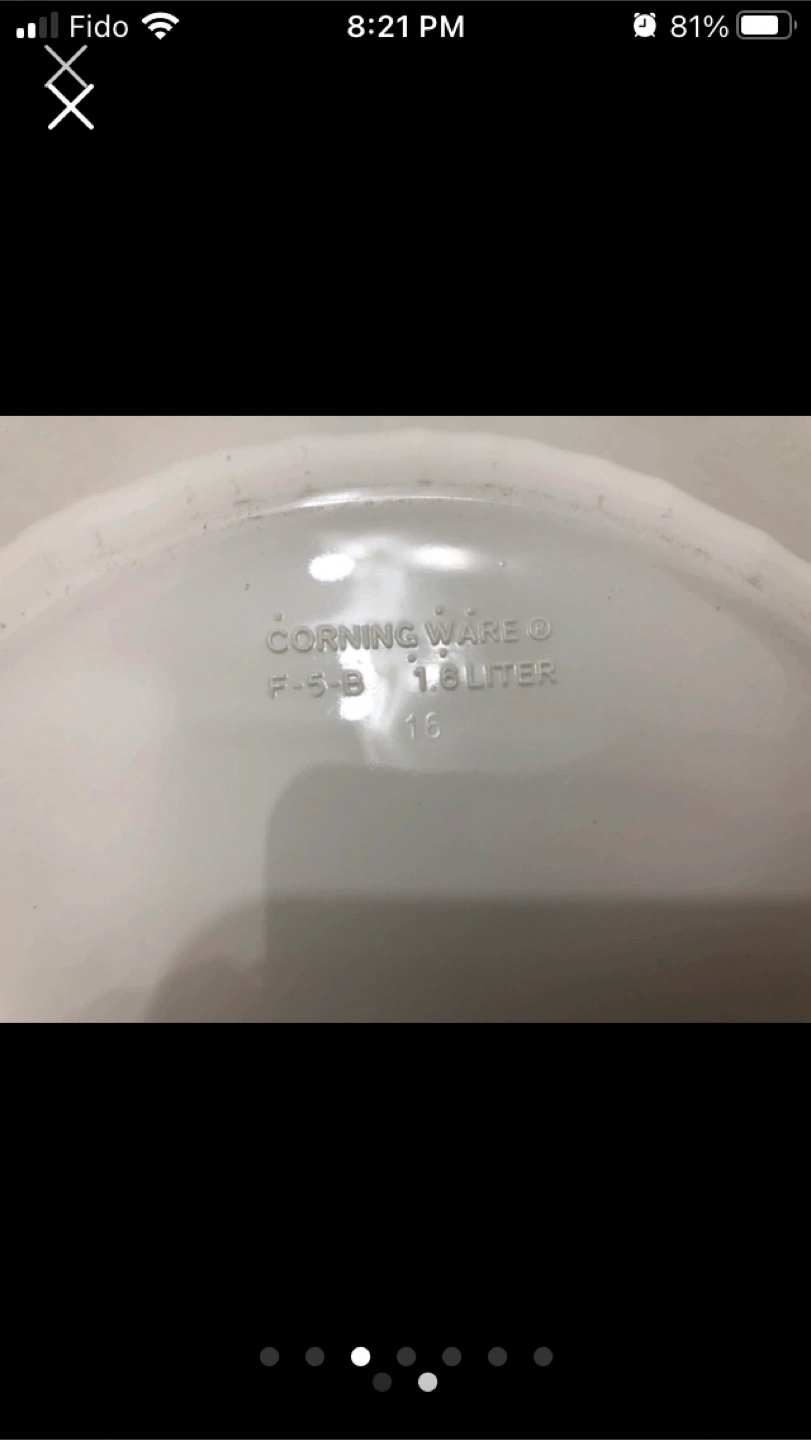 Fido 8:21 PM 81%
CORNING WARE ®
F-5-B 1.6 LITER
16